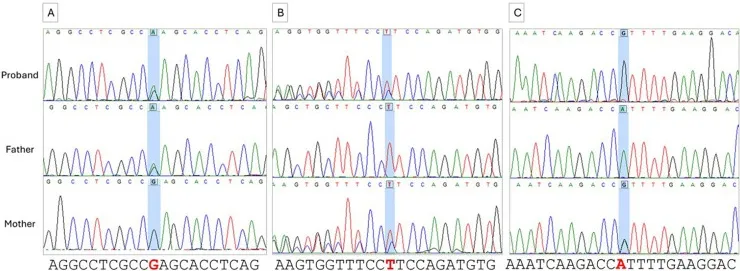 A
B
C
Proband
A G G C C T C G C C A A G C A C C T C A G
A G G T G G T T T C C T T C C A G A T G T G G
A A A T C A A G A C C G T T T T G A A G G A C A
Father
G G C C T C G C C A A G C A C C T C A
A G C T G C T T C C C T T C C A G A T G T G
A A T C A A G A C C A T T T T G A A G G A C
Mother
G G C C T C G C C G A G C A C C T C A G
A A G T G G T T T C C T T C C A G A T G T G
A A T C A A G A C C G T T T T G A A G G A C
AGGCCTCGCCGAGCACCTCAG
AAGTGGTTTCCTTCCAGATGTG
AAATCAAGACCATTTTGAAGGAC